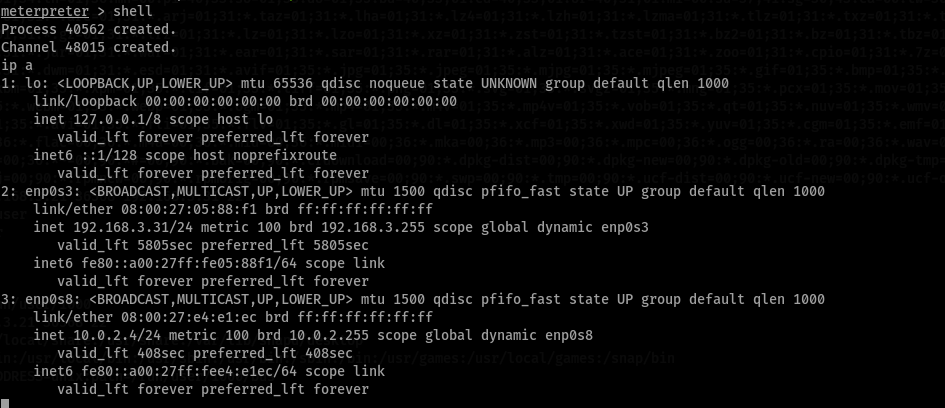 meterpreter > shell
Process 40562 created.
Channel 48015 created.
ip a
1: lo: <LOOPBACK,UP,LOWER_UP> mtu 65536 qdisc noqueue state UNKNOWN group default qlen 1000
    link/loopback 00:00:00:00:00:00 brd 00:00:00:00:00:00
    inet 127.0.0.1/8 scope host lo
       valid_lft forever preferred_lft forever
    inet6 ::1/128 scope host noprefixroute
       valid_lft forever preferred_lft forever
2: enp0s3: <BROADCAST,MULTICAST,UP,LOWER_UP> mtu 1500 qdisc pfifo_fast state UP group default qlen 1000
    link/ether 08:00:27:05:88:f1 brd ff:ff:ff:ff:ff:ff
    inet 192.168.3.31/24 metric 100 brd 192.168.3.255 scope global dynamic enp0s3
       valid_lft 5805sec preferred_lft 5805sec
    inet6 fe80::a00:27ff:fe05:88f1/64 scope link
       valid_lft forever preferred_lft forever
3: enp0s8: <BROADCAST,MULTICAST,UP,LOWER_UP> mtu 1500 qdisc pfifo_fast state UP group default qlen 1000
    link/ether 08:00:27:e4:e1:ec brd ff:ff:ff:ff:ff:ff
    inet 10.0.2.4/24 metric 100 brd 10.0.2.255 scope global dynamic enp0s8
       valid_lft 408sec preferred_lft 408sec
    inet6 fe80::a00:27ff:fee4:e1ec/64 scope link
       valid_lft forever preferred_lft forever